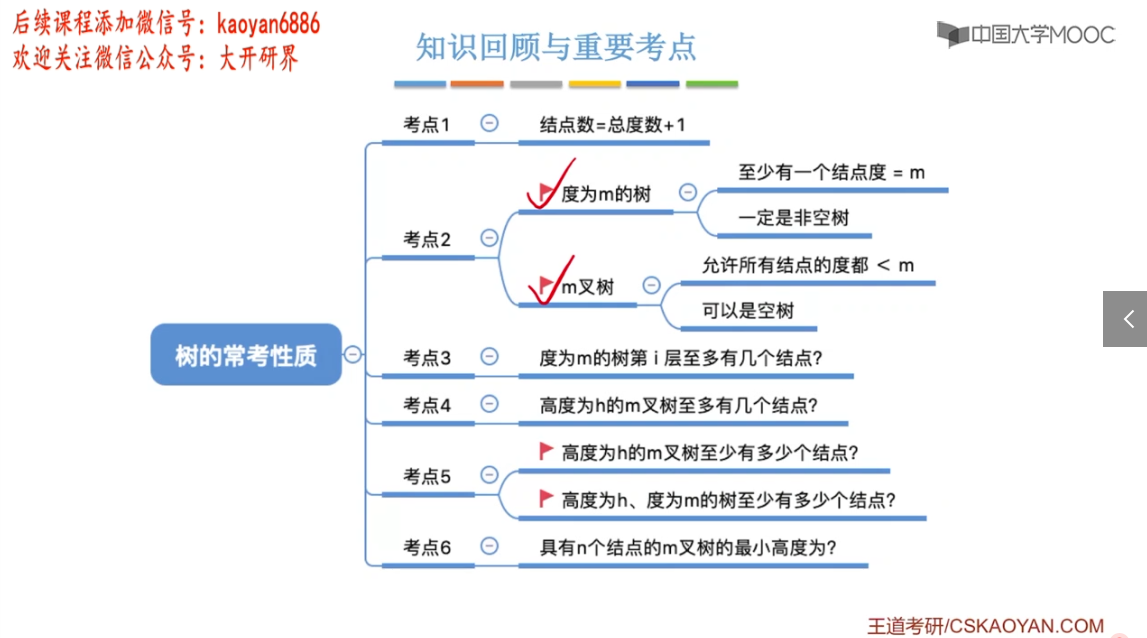 后续课程添加微信号：kaoyan6886
欢迎关注微信公众号：大开研界
知识回顾与重要考点
中国大学MOOC
树的常考性质
考点1
结点数=总度数+1
考点2
度为m的树
至少有一个结点度 = m
一定是非空树
m叉树
允许所有结点的度都 ＜ m
可以是空树
考点3
度为m的树第 i 层至多有几个结点？
考点4
高度为h的m叉树至多有几个结点？
考点5
高度为h的m叉树至少有多少个结点？
高度为h、度为m的树至少有多少个结点？
考点6
具有n个结点的m叉树的最小高度为？
王道考研/CSKAOYAN.COM